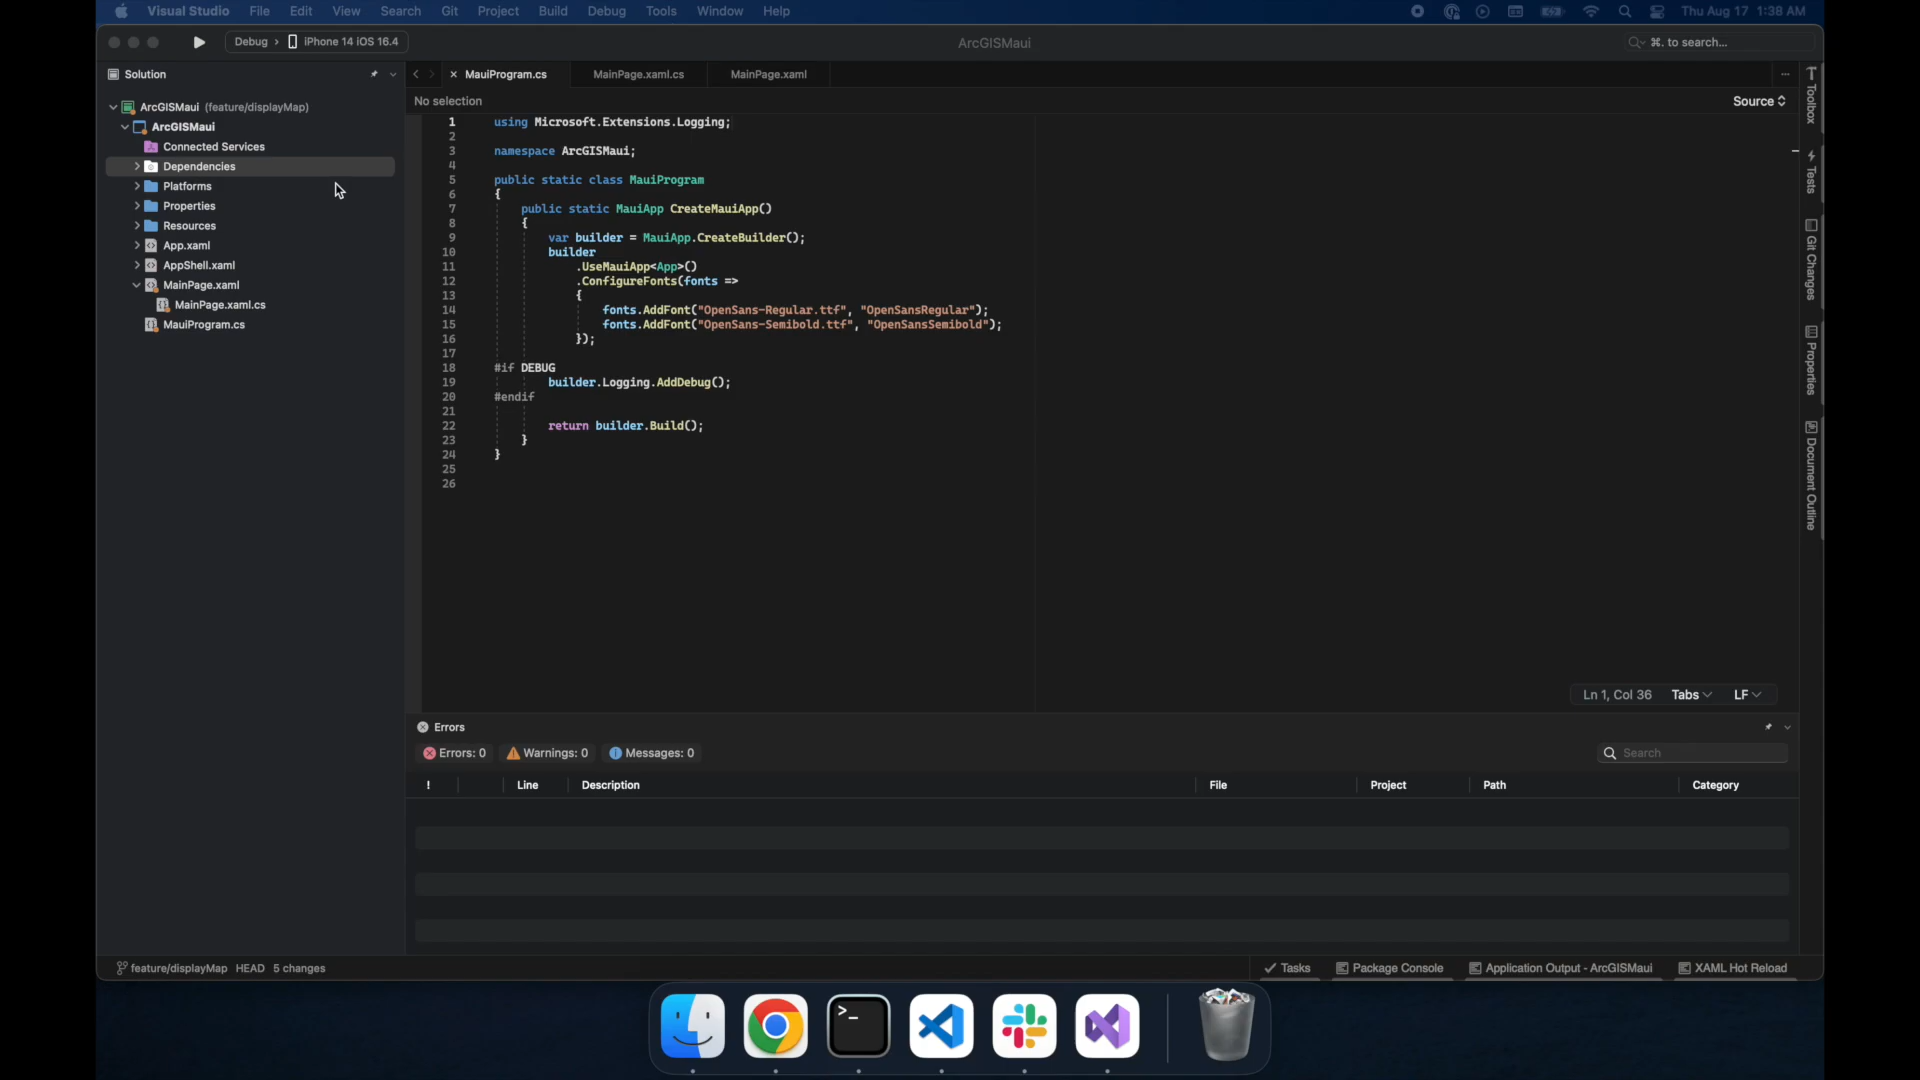 Visual Studio File Edit View Search Git Project Build Debug Tools Window Help Thu Aug 17 1:38 AM
Debug › iPhone 14 iOS 16.4
ArcGISMaui
⌘. to search...
Solution
MauiProgram.cs
MainPage.xaml.cs
MainPage.xaml
No selection
Source
ArcGISMaui (feature/displayMap)
ArcGISMaui
Connected Services
Dependencies
Platforms
Properties
Resources
App.xaml
AppShell.xaml
MainPage.xaml
MainPage.xaml.cs
MauiProgram.cs
1 using Microsoft.Extensions.Logging;
2
3 namespace ArcGISMaui;
4
5 public static class MauiProgram
6 {
7 public static MauiApp CreateMauiApp()
8 {
9 var builder = MauiApp.CreateBuilder();
10 builder
11 .UseMauiApp<App>()
12 .ConfigureFonts(fonts =>
13 {
14 fonts.AddFont("OpenSans-Regular.ttf", "OpenSansRegular");
15 fonts.AddFont("OpenSans-Semibold.ttf", "OpenSansSemibold");
16 });
17
18 #if DEBUG
19 builder.Logging.AddDebug();
20 #endif
21
22 return builder.Build();
23 }
24 }
25
26
Toolbox
Tests
Git Changes
Properties
Document Outline
Ln 1, Col 36 Tabs LF
Errors
Errors: 0 Warnings: 0 Messages: 0
Search
! Line Description File Project Path Category
feature/displayMap HEAD 5 changes
Tasks Package Console Application Output - ArcGISMaui XAML Hot Reload
>_